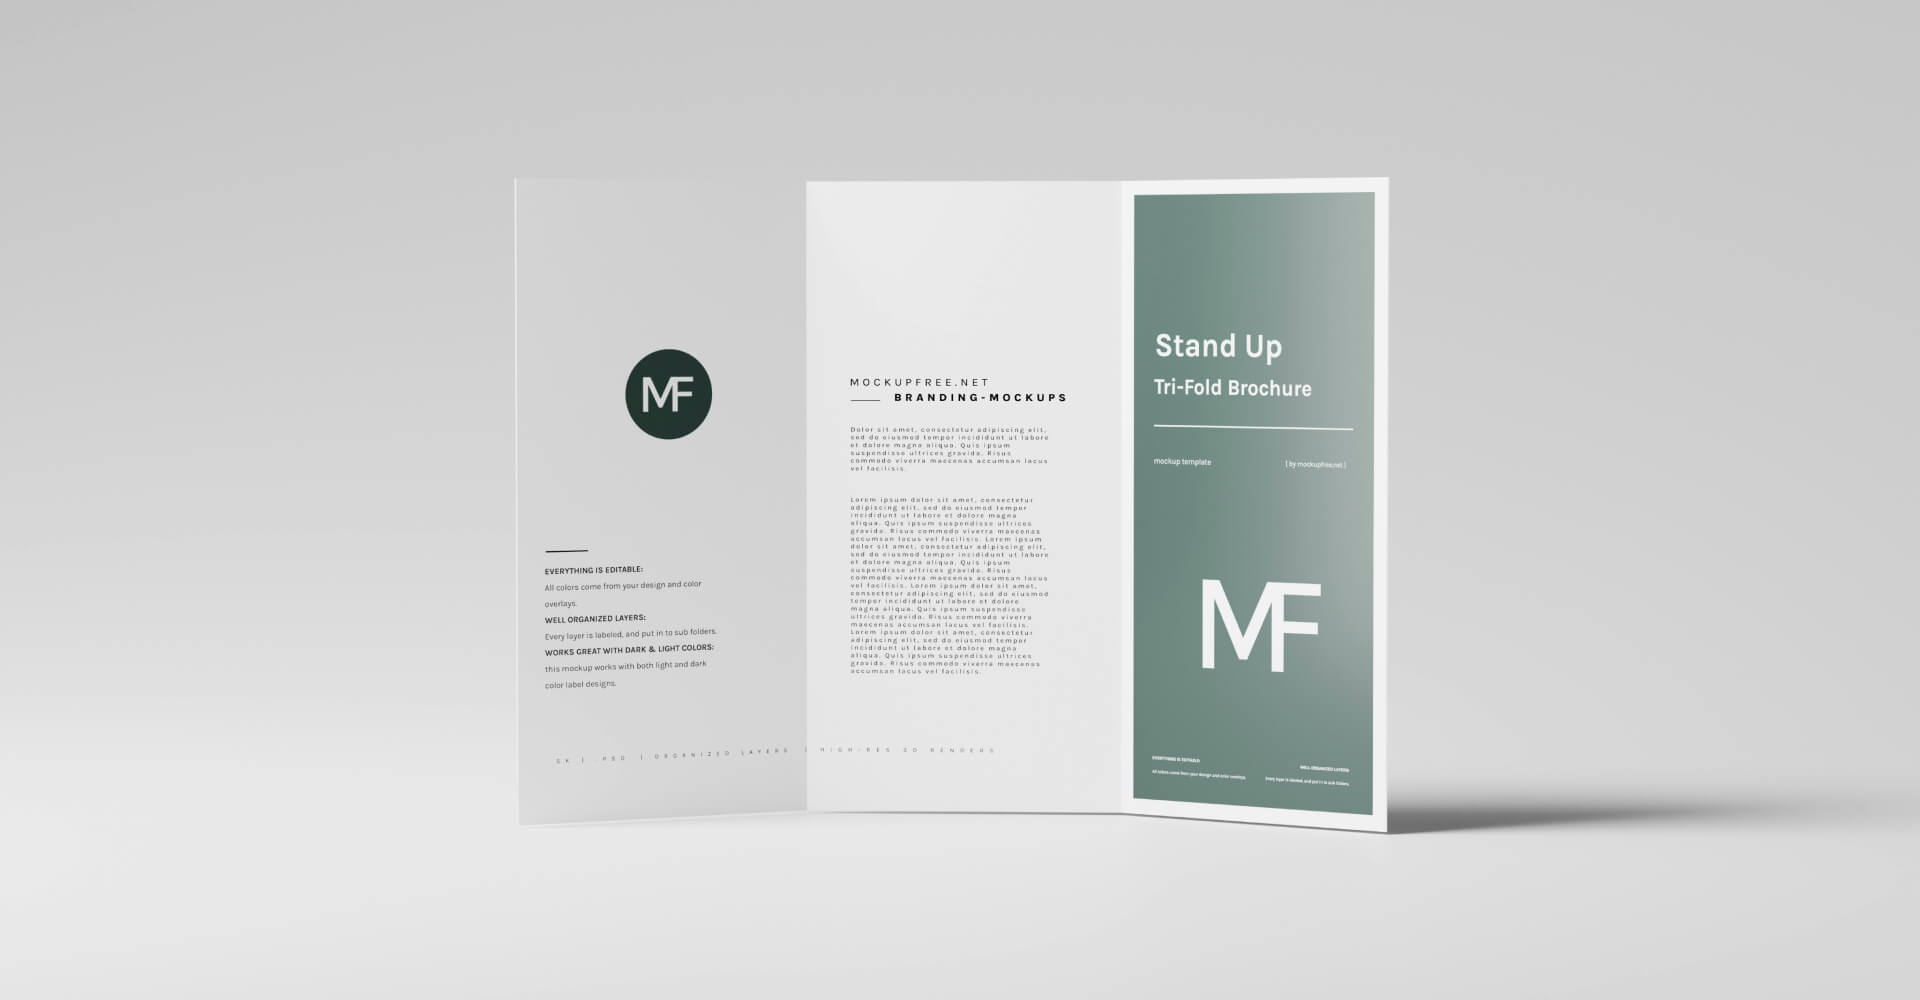 MF
EVERYTHING IS EDITABLE:
All colors come from your design and color
overlays.
WELL ORGANIZED LAYERS:
Every layer is labeled, and put in to sub folders.
WORKS GREAT WITH DARK & LIGHT COLORS:
this mockup works with both light and dark
color label designs.
5K | .PSD | ORGANIZED LAYERS | HIGH-RES 3D RENDERS
MOCKUPFREE.NET
BRANDING-MOCKUPS
Dolor sit amet, consectetur adipiscing elit,
sed do eiusmod tempor incididunt ut labore
et dolore magna aliqua. Quis ipsum
suspendisse ultrices gravida. Risus
commodo viverra maecenas accumsan lacus
vel facilisis.
Lorem ipsum dolor sit amet, consectetur
adipiscing elit, sed do eiusmod tempor
incididunt ut labore et dolore magna
aliqua. Quis ipsum suspendisse ultrices
gravida. Risus commodo viverra maecenas
accumsan lacus vel facilisis. Lorem ipsum
dolor sit amet, consectetur adipiscing elit,
sed do eiusmod tempor incididunt ut labore
et dolore magna aliqua. Quis ipsum
suspendisse ultrices gravida. Risus
commodo viverra maecenas accumsan lacus
vel facilisis. Lorem ipsum dolor sit amet,
consectetur adipiscing elit, sed do eiusmod
tempor incididunt ut labore et dolore
magna aliqua. Quis ipsum suspendisse
ultrices gravida. Risus commodo viverra
maecenas accumsan lacus vel facilisis.
Lorem ipsum dolor sit amet, consectetur
adipiscing elit, sed do eiusmod tempor
incididunt ut labore et dolore magna
aliqua. Quis ipsum suspendisse ultrices
gravida. Risus commodo viverra maecenas
accumsan lacus vel facilisis.
Stand Up
Tri-Fold Brochure
mockup template
[ by mockupfree.net ]
MF
EVERYTHING IS EDITABLE:
All colors come from your design and color overlays.
WELL ORGANIZED LAYERS:
Every layer is labeled, and put in to sub folders.